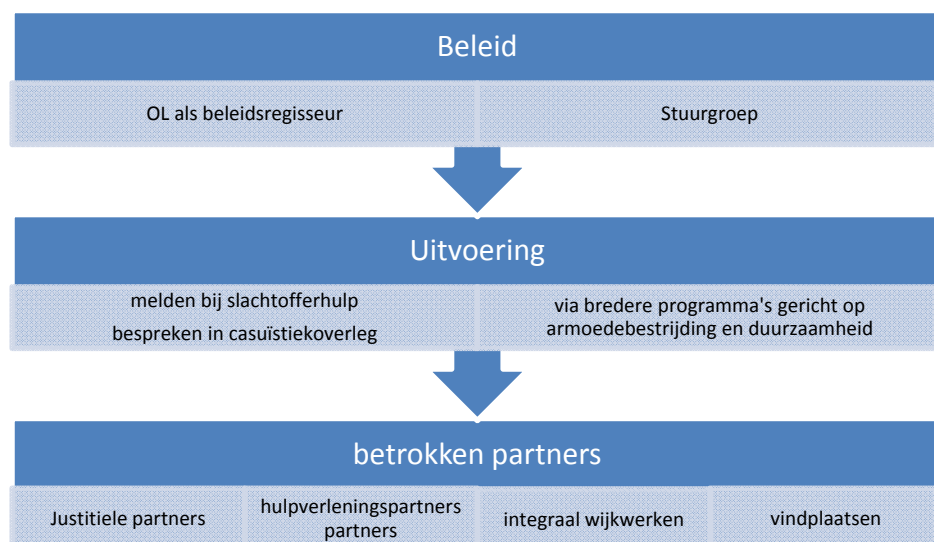 Beleid
OL als beleidsregisseur
Stuurgroep
Uitvoering
melden bij slachtofferhulp
bespreken in casuïstiekoverleg
via bredere programma's gericht op
armoedebestrijding en duurzaamheid
betrokken partners
Justitiele partners
hulpverleningspartners
partners
integraal wijkwerken
vindplaatsen